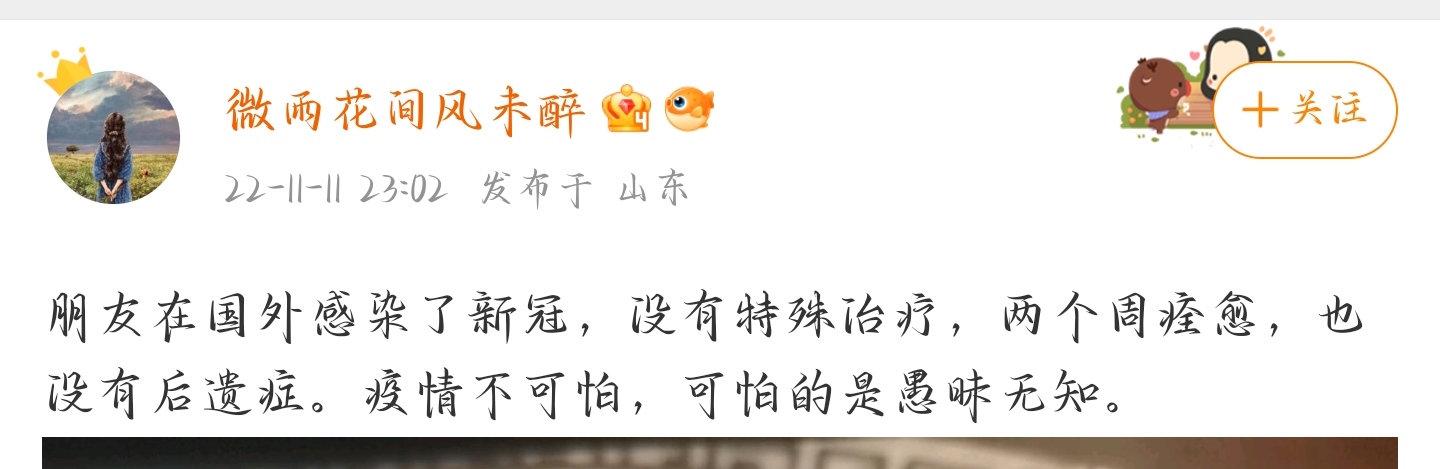 微雨花间风未醉
22-11-11 23:02 发布于 山东
+关注
朋友在国外感染了新冠，没有特殊治疗，两个周痊愈，也
没有后遗症。疫情不可怕，可怕的是愚昧无知。